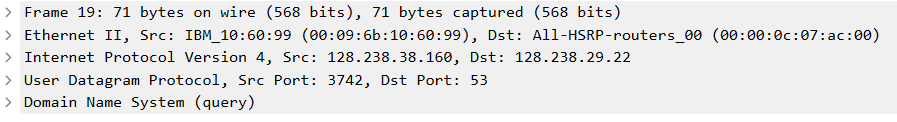 Frame 19: 71 bytes on wire (568 bits), 71 bytes captured (568 bits)
Ethernet II, Src: IBM_10:60:99 (00:09:6b:10:60:99), Dst: All-HSRP-routers_00 (00:00:0c:07:ac:00)
Internet Protocol Version 4, Src: 128.238.38.160, Dst: 128.238.29.22
User Datagram Protocol, Src Port: 3742, Dst Port: 53
Domain Name System (query)